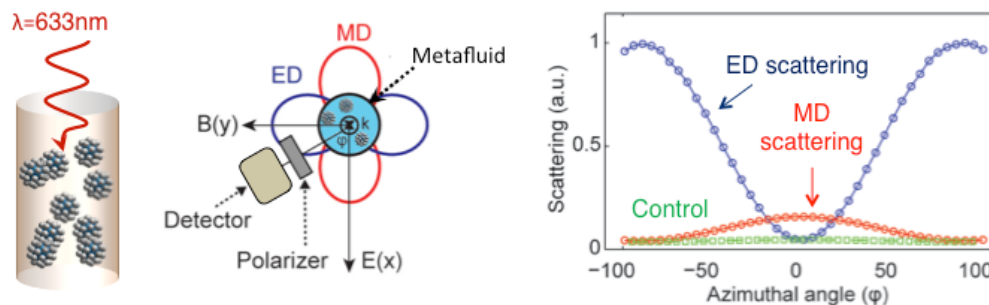 λ=633nm
MD
Metafluid
ED
B(y)
k
φ
Detector
Polarizer
E(x)
Scattering (a.u.)
1
0.5
0
ED scattering
MD
scattering
Control
−100
−50
0
50
100
Azimuthal angle (φ)